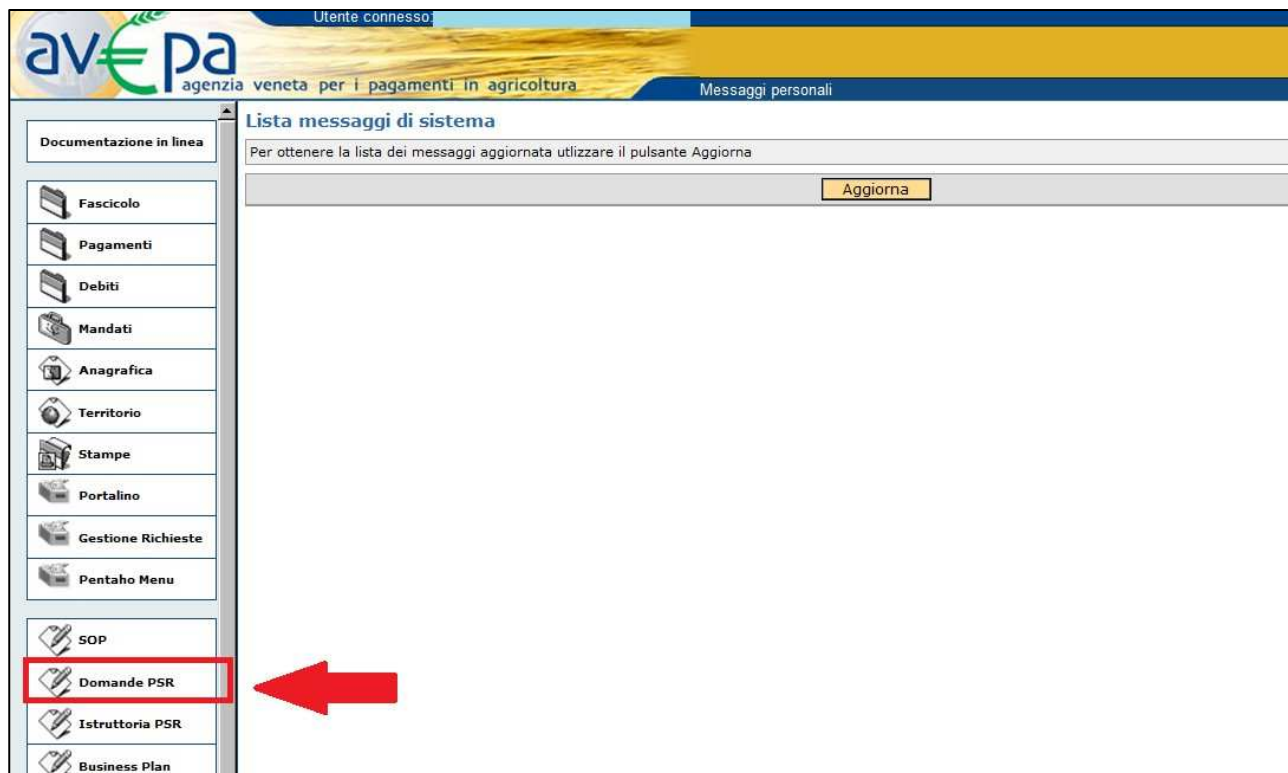 Utente connesso:
av€pa
agenzia veneta per i pagamenti in agricoltura
Messaggi personali
Documentazione in linea
Fascicolo
Pagamenti
Debiti
Mandati
Anagrafica
Territorio
Stampe
Portalino
Gestione Richieste
Pentaho Menu
SOP
Domande PSR
Istruttoria PSR
Business Plan
Lista messaggi di sistema
Per ottenere la lista dei messaggi aggiornata utlizzare il pulsante Aggiorna
Aggiorna